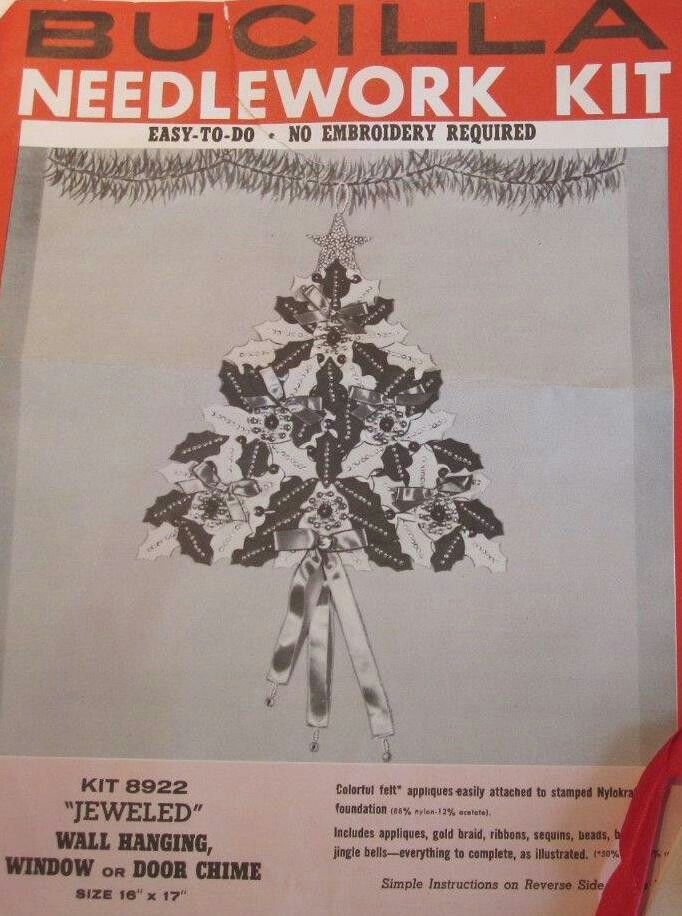 BUCILLA
NEEDLEWORK KIT
EASY-TO-DO • NO EMBROIDERY REQUIRED
KIT 8922
"JEWELED"
WALL HANGING,
WINDOW OR DOOR CHIME
SIZE 16" x 17"
Colorful felt* appliques easily attached to stamped
foundation (88% nylon-12% acetate).
Includes appliques, gold braid, ribbons, sequins, beads,
jingle bells—everything to complete, as illustrated. (*50%
Simple Instructions on Reverse Side